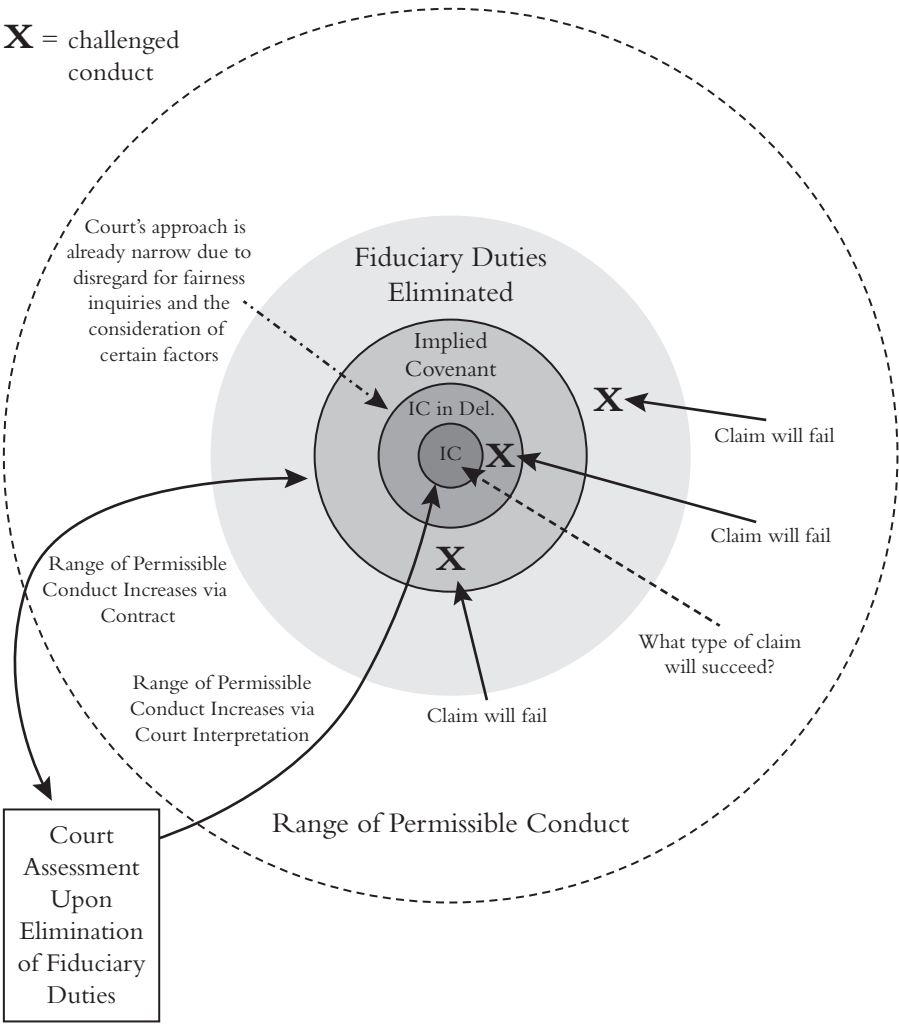 X = challenged
conduct
Court’s approach is
already narrow due to
disregard for fairness
inquiries and the
consideration of
certain factors
Fiduciary Duties
Eliminated
Implied
Covenant
IC in Del.
IC
X
X
X
Claim will fail
Claim will fail
Range of Permissible
Conduct Increases via
Contract
What type of claim
will succeed?
Range of Permissible
Conduct Increases via
Court Interpretation
Claim will fail
Range of Permissible Conduct
Court
Assessment
Upon
Elimination
of Fiduciary
Duties